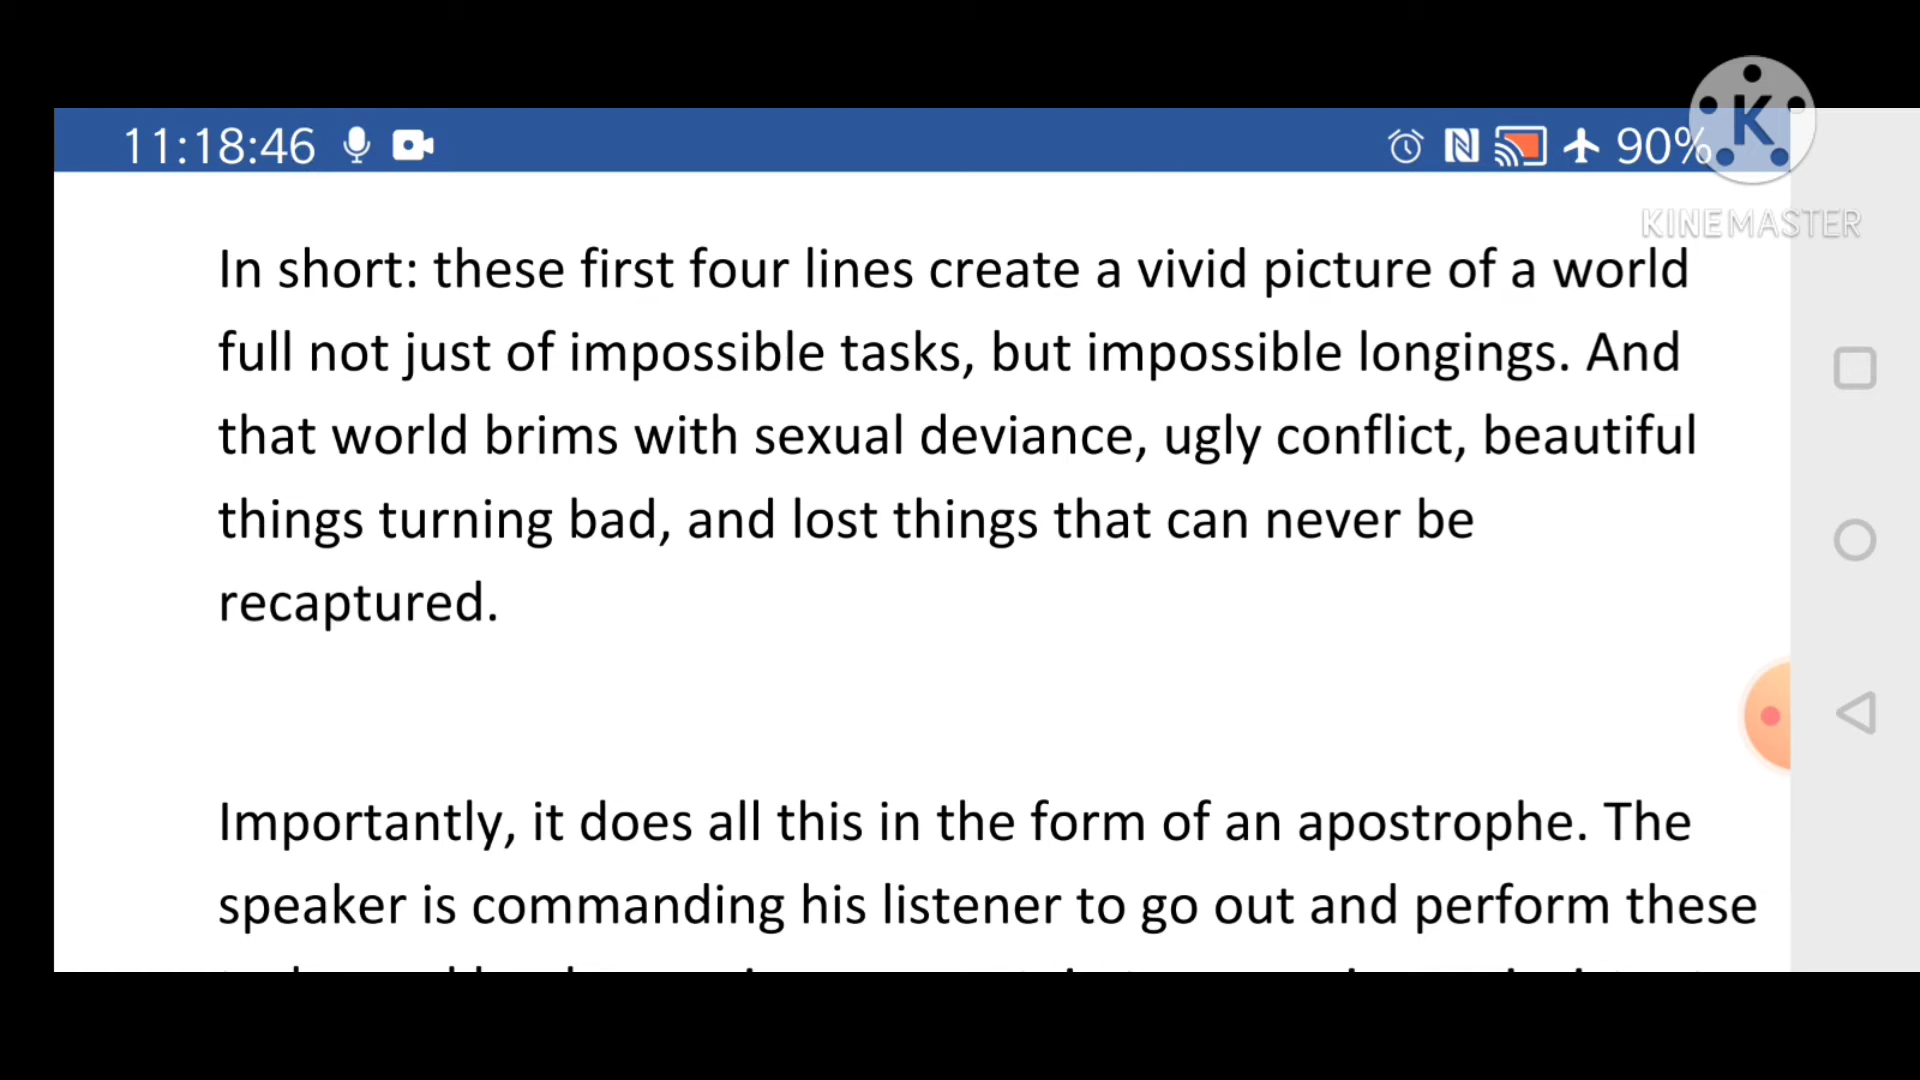 11:18:46
90%
K
KINEMASTER
In short: these first four lines create a vivid picture of a world
full not just of impossible tasks, but impossible longings. And
that world brims with sexual deviance, ugly conflict, beautiful
things turning bad, and lost things that can never be
recaptured.
Importantly, it does all this in the form of an apostrophe. The
speaker is commanding his listener to go out and perform these